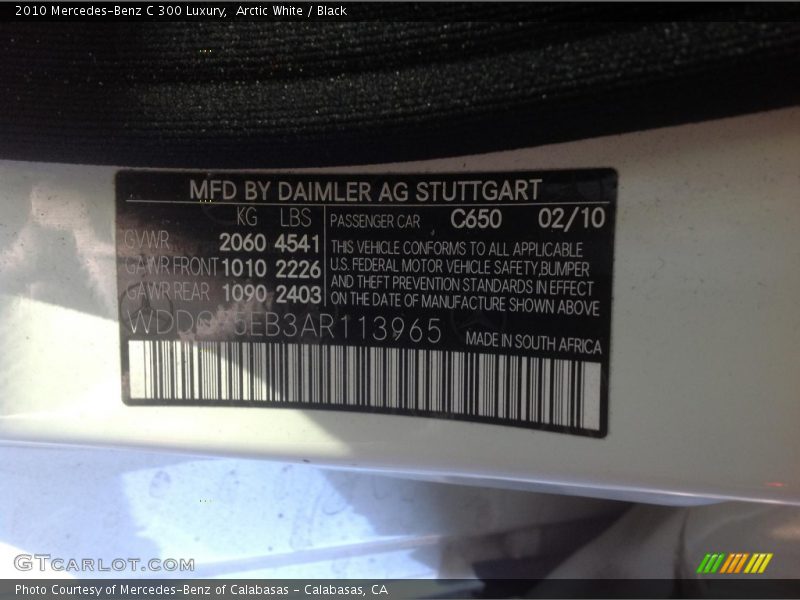 2010 Mercedes-Benz C 300 Luxury,  Arctic White / Black
MFD BY DAIMLER AG STUTTGART
KG LBS PASSENGER CAR C650 02/10
GVWR 2060 4541
GAWR FRONT 1010 2226
GAWR REAR 1090 2403
THIS VEHICLE CONFORMS TO ALL APPLICABLE
U.S. FEDERAL MOTOR VEHICLE SAFETY, BUMPER
AND THEFT PREVENTION STANDARDS IN EFFECT
ON THE DATE OF MANUFACTURE SHOWN ABOVE
MADE IN SOUTH AFRICA
GTCARLOT.COM
Photo Courtesy of Mercedes-Benz of Calabasas - Calabasas, CA